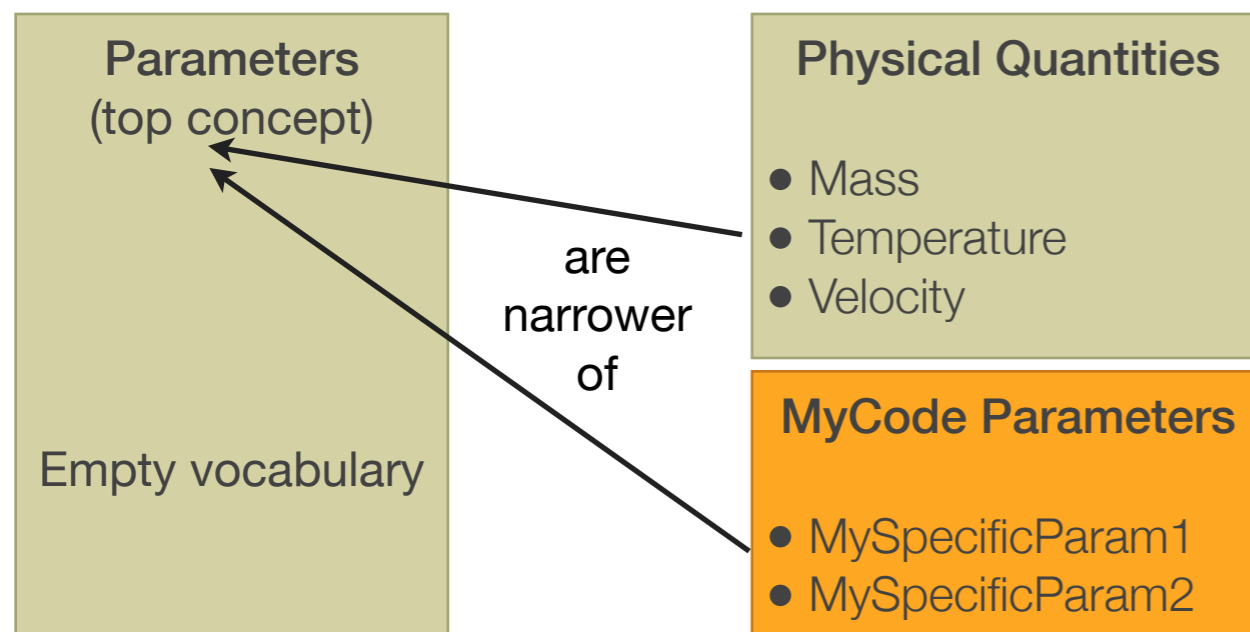 Parameters
(top concept)
Empty vocabulary
are
narrower
of
Physical Quantities
● Mass
● Temperature
● Velocity
MyCode Parameters
● MySpecificParam1
● MySpecificParam2